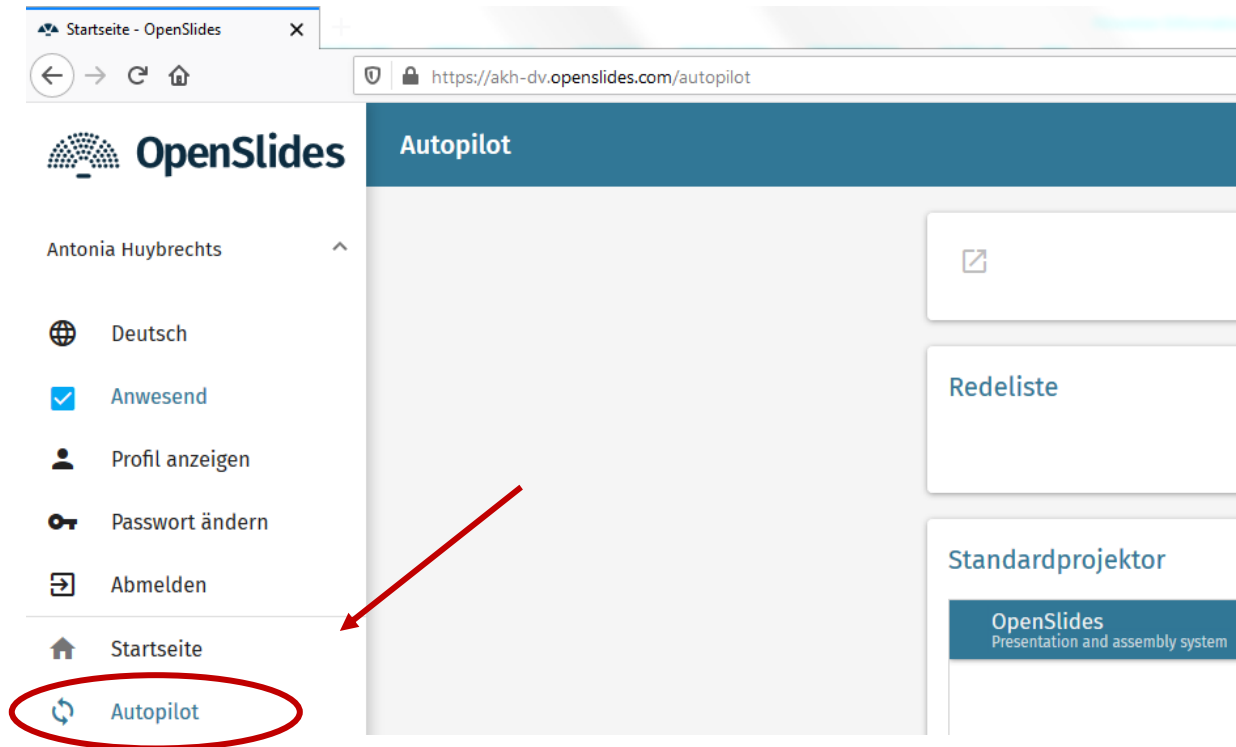 Startseite - OpenSlides
https://akh-dv.openslides.com/autopilot
OpenSlides
Autopilot
Antonia Huybrechts
Deutsch
Anwesend
Profil anzeigen
Passwort ändern
Abmelden
Startseite
Autopilot
Redeliste
Standardprojektor
OpenSlides
Presentation and assembly system